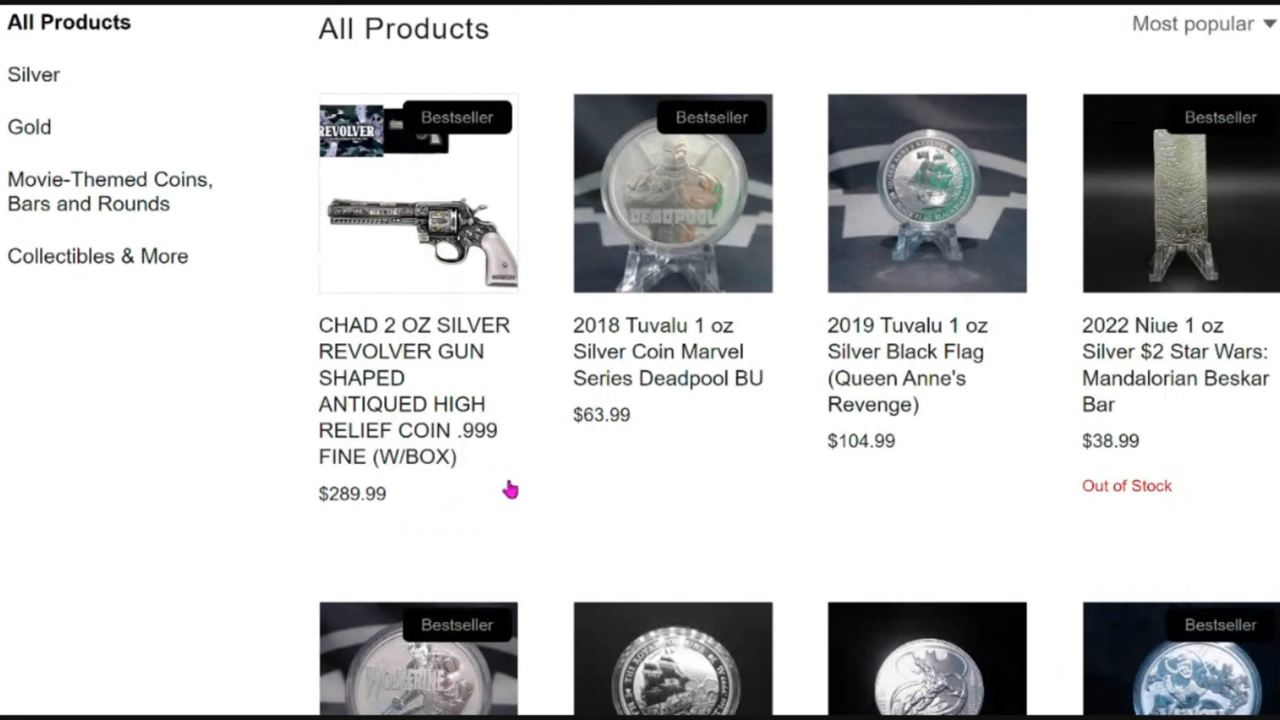 All Products
Silver
Gold
Movie-Themed Coins,
Bars and Rounds
Collectibles & More
All Products
Most popular
REVOLVER
Bestseller
CHAD 2 OZ SILVER
REVOLVER GUN
SHAPED
ANTIQUED HIGH
RELIEF COIN .999
FINE (W/BOX)
$289.99
Bestseller
DEADPOOL
2018 Tuvalu 1 oz
Silver Coin Marvel
Series Deadpool BU
$63.99
2019 Tuvalu 1 oz
Silver Black Flag
(Queen Anne's
Revenge)
$104.99
Bestseller
2022 Niue 1 oz
Silver $2 Star Wars:
Mandalorian Beskar
Bar
$38.99
Out of Stock
Bestseller
WOLVERINE
Bestseller